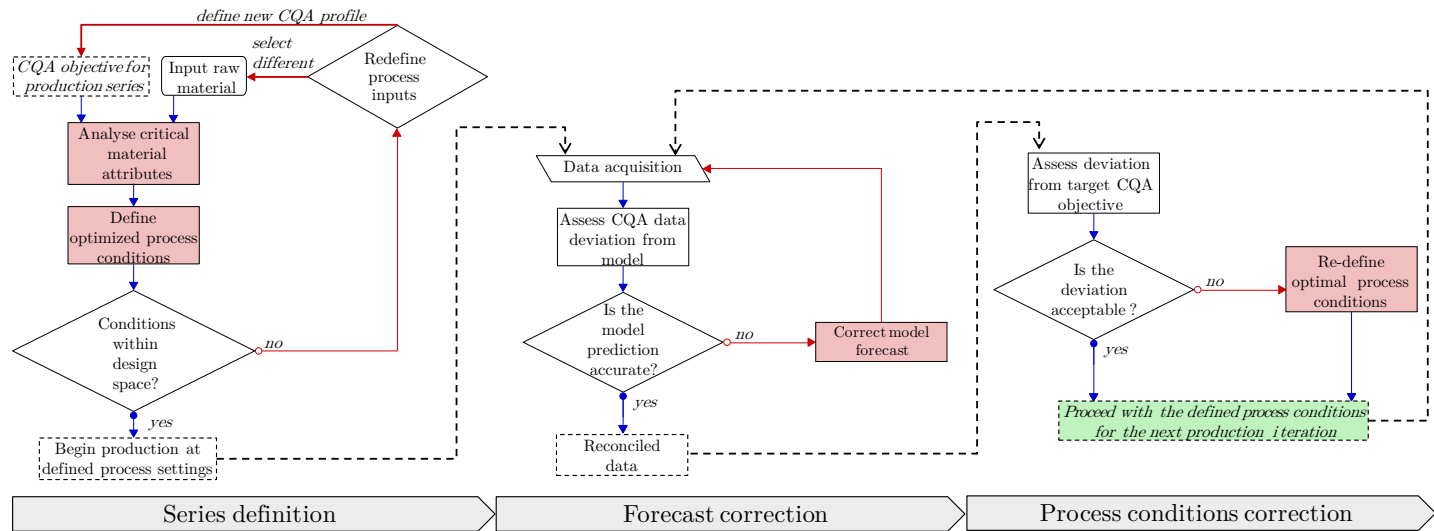 define new CQA profile
select
different
CQA objective for
production series
Input raw
material
Redefine
process
inputs
Analyse critical
material
attributes
Define
optimized process
conditions
Conditions
within
design
space?
no
yes
Begin production at
defined process settings
Data acquisition
Assess CQA data
deviation from
model
Is the
model
prediction
accurate?
no
Correct model
forecast
yes
Reconciled
data
Assess deviation
from target CQA
objective
Is the
deviation
acceptable ?
no
Re-define
optimal process
conditions
yes
Proceed with the defined process conditions
for the next production iteration
Series definition
Forecast correction
Process conditions correction